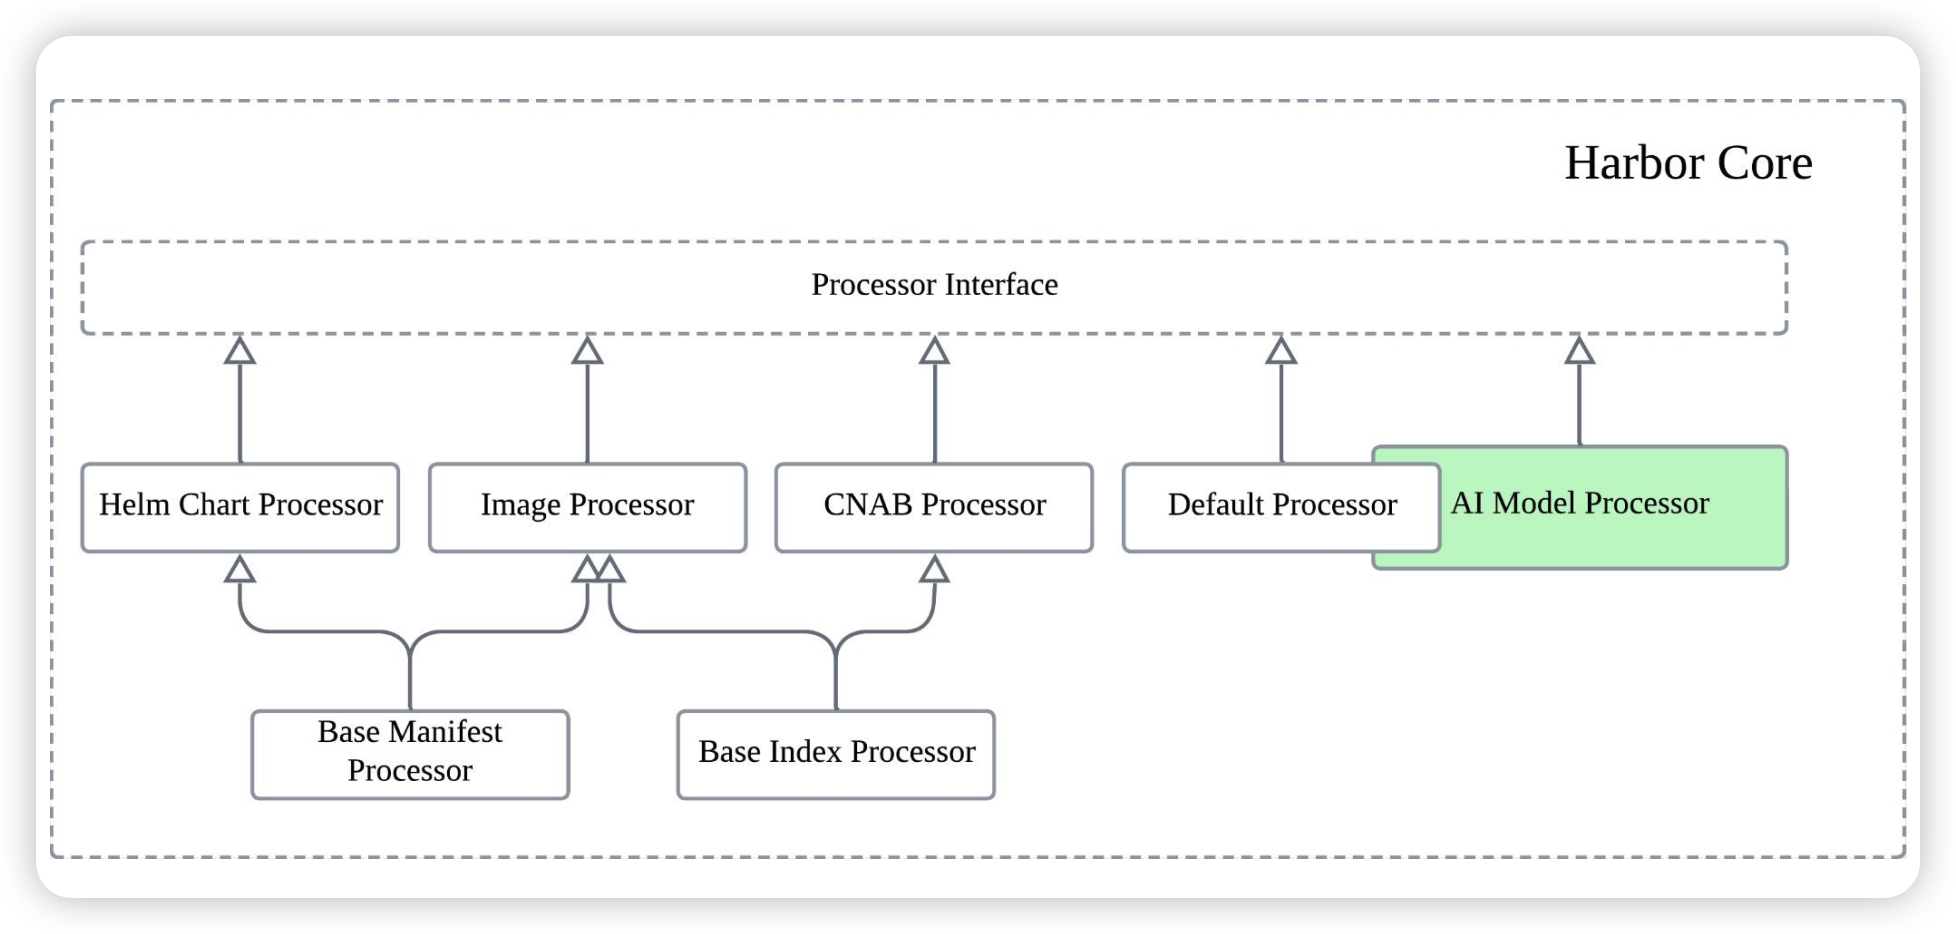 Harbor Core
Processor Interface
Helm Chart Processor
Image Processor
CNAB Processor
Default Processor
AI Model Processor
Base Manifest
Processor
Base Index Processor